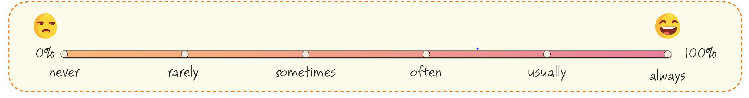 0% 100%
never rarely sometimes often usually always